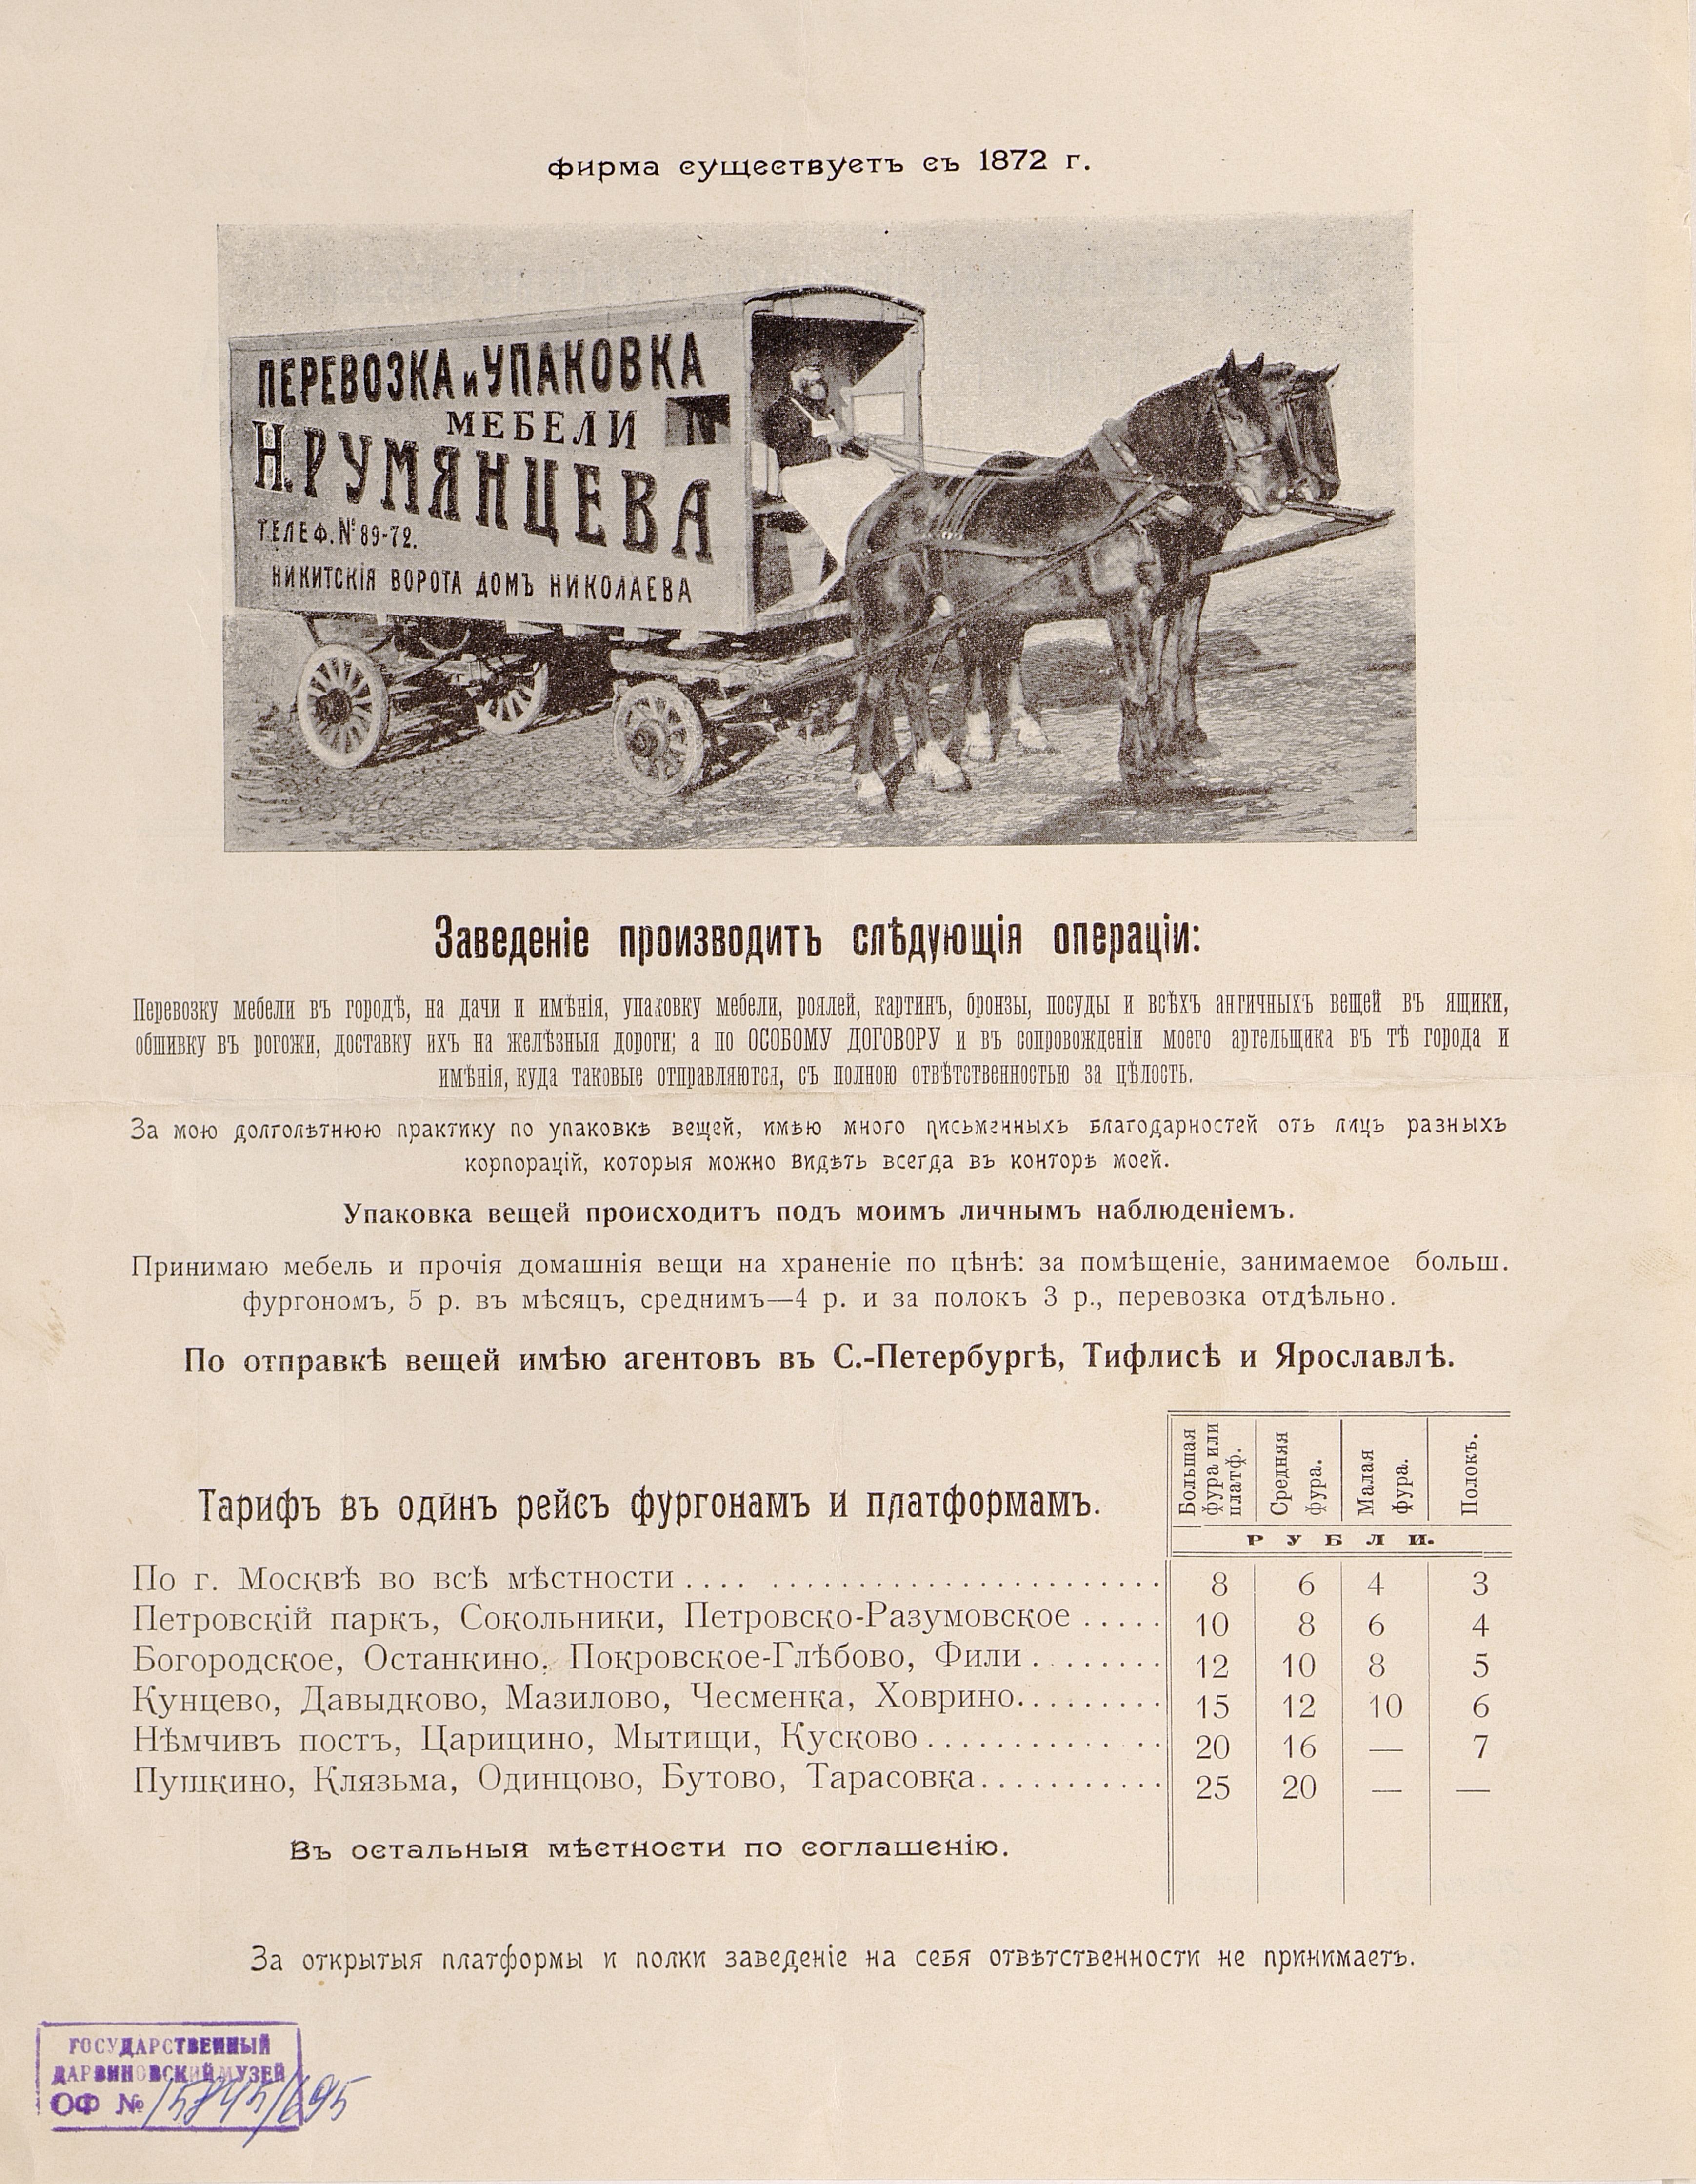 фирма существуетъ съ 1872 г.
ПЕРЕВОЗКА и УПАКОВКА
МЕБЕЛИ
Н. РУМЯНЦЕВА
ТЕЛЕФ. № 89-72.
НИКИТСКІЯ ВОРОТА ДОМЪ НИКОЛАЕВА
Заведеніе производитъ слѣдующія операціи:
Перевозку мебели въ городѣ, на дачи и имѣнія, упаковку мебели, роялей, картинъ, бронзы, посуды и всѣхъ античныхъ вещей въ ящики,
обшивку въ рогожи, доставку ихъ на желѣзныя дороги; а по ОСОБОМУ ДОГОВОРУ и въ сопровожденіи моего артельщика въ тѣ города и
имѣнія, куда таковые отправляются, съ полною отвѣтственностью за цѣлость.
За мою долголѣтнюю практику по упаковкѣ вещей, имѣю много письменныхъ благодарностей отъ лицъ разныхъ
корпорацій, которыя можно видѣть всегда въ конторѣ моей.
Упаковка вещей происходитъ подъ моимъ личнымъ наблюденіемъ.
Принимаю мебель и прочія домашнія вещи на храненіе по цѣнѣ: за помѣщеніе, занимаемое больш.
фургономъ, 5 р. въ мѣсяцъ, среднимъ—4 р. и за полокъ 3 р., перевозка отдѣльно.
По отправкѣ вещей имѣю агентовъ въ С.-Петербургѣ, Тифлисѣ и Ярославлѣ.
Тарифъ въ одинъ рейсъ фургонамъ и платформамъ.
Большая фура или платф.
Средняя фура.
Малая фура.
Полокъ.
РУБЛИ.
По г. Москвѣ во всѣ мѣстности .... ........................ 8 6 4 3
Петровскій паркъ, Сокольники, Петровско-Разумовское ..... 10 8 6 4
Богородское, Останкино, Покровское-Глѣбово, Фили ........ 12 10 8 5
Кунцево, Давыдково, Мазилово, Чесменка, Ховрино......... 15 12 10 6
Нѣмчивъ постъ, Царицино, Мытищи, Кусково ............. 20 16 — 7
Пушкино, Клязьма, Одинцово, Бутово, Тарасовка........... 25 20 — —
Въ остальныя мѣстности по соглашенію.
За открытыя платформы и полки заведеніе на себя отвѣтственности не принимаетъ.
ГОСУДАРСТВЕННЫЙ
ДАРВИНОВСКИЙ МУЗЕЙ
ОФ № 15845/695